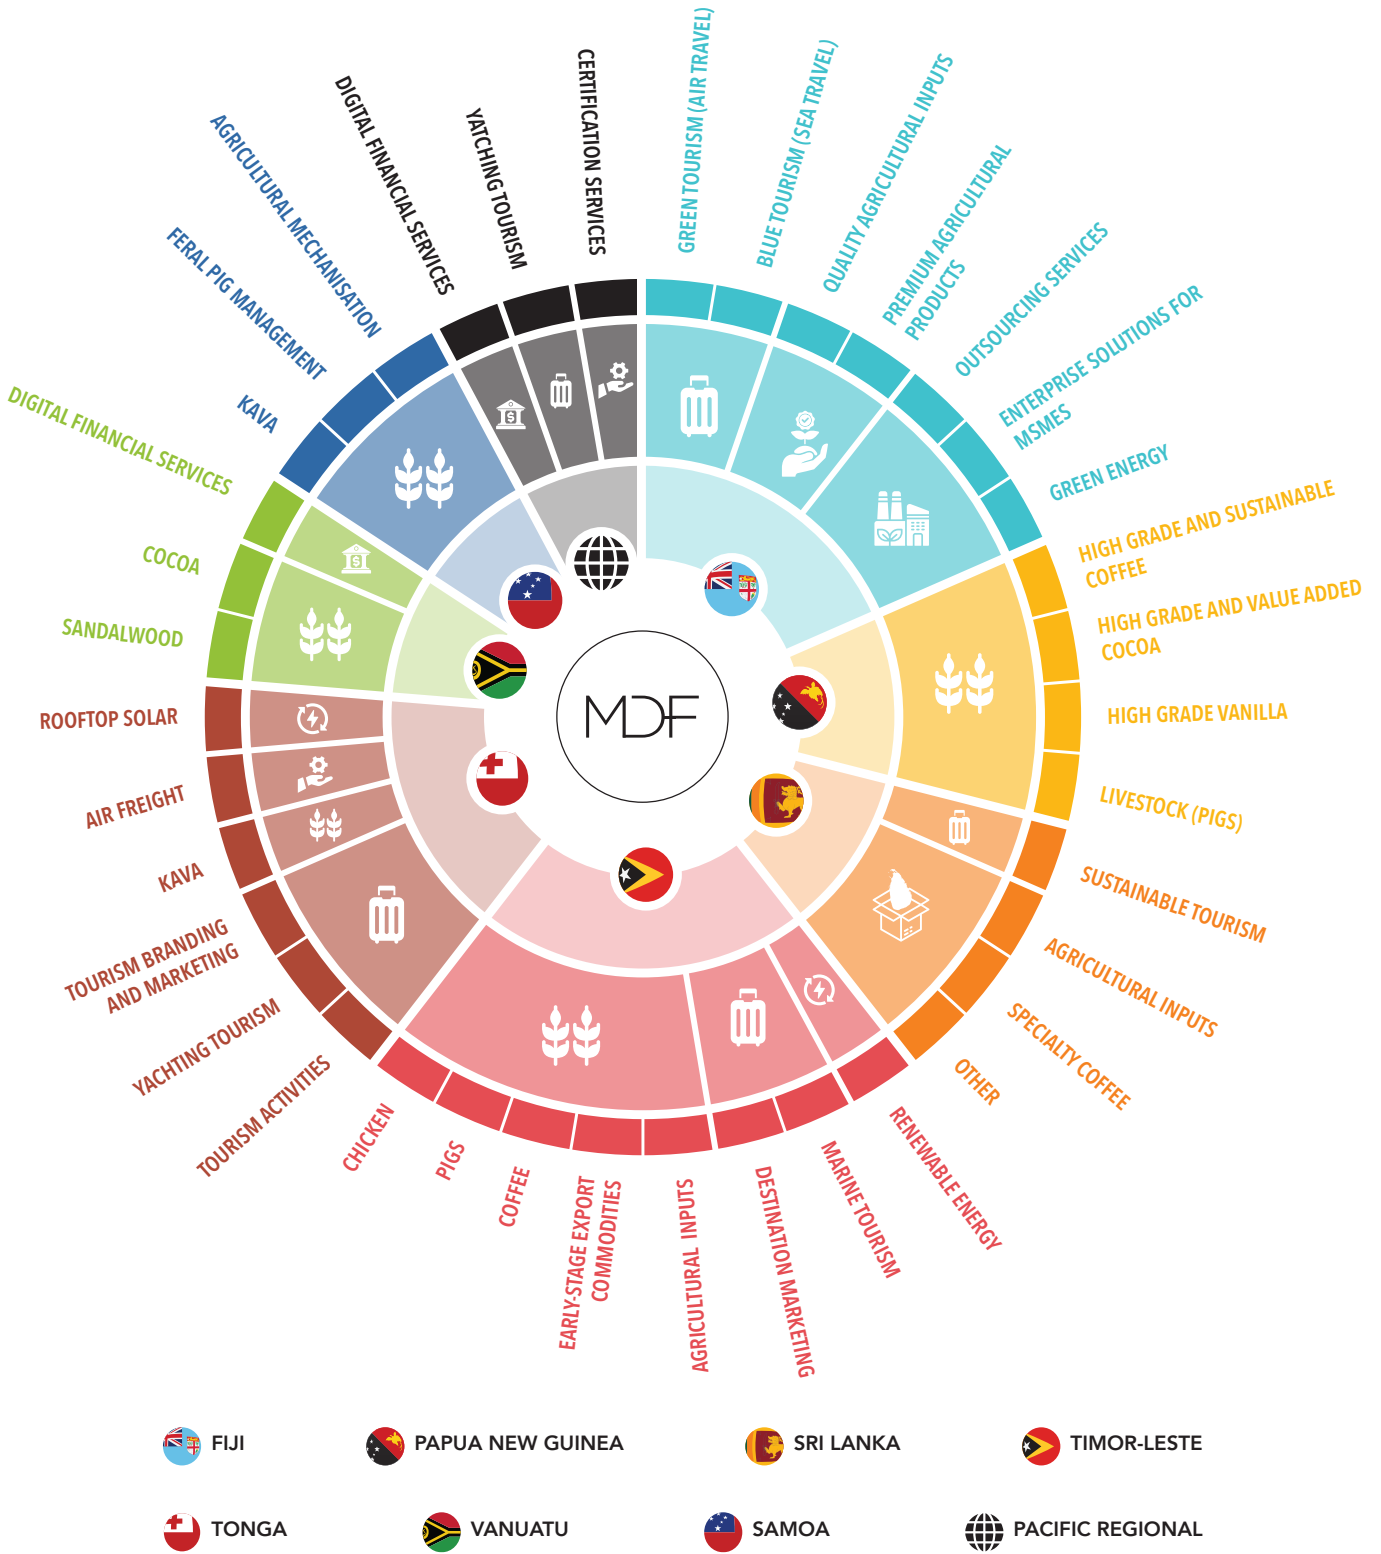 GREEN TOURISM (AIR TRAVEL)
BLUE TOURISM (SEA TRAVEL)
QUALITY AGRICULTURAL INPUTS
PREMIUM AGRICULTURAL
PRODUCTS
OUTSOURCING SERVICES
ENTERPRISE SOLUTIONS FOR
MSMES
GREEN ENERGY
HIGH GRADE AND SUSTAINABLE
COFFEE
HIGH GRADE AND VALUE ADDED
COCOA
HIGH GRADE VANILLA
LIVESTOCK (PIGS)
SUSTAINABLE TOURISM
AGRICULTURAL INPUTS
SPECIALTY COFFEE
OTHER
RENEWABLE ENERGY
MARINE TOURISM
DESTINATION MARKETING
AGRICULTURAL INPUTS
EARLY-STAGE EXPORT
COMMODITIES
COFFEE
PIGS
CHICKEN
TOURISM ACTIVITIES
YACHTING TOURISM
TOURISM BRANDING
AND MARKETING
KAVA
AIR FREIGHT
ROOFTOP SOLAR
SANDALWOOD
COCOA
DIGITAL FINANCIAL SERVICES
KAVA
FERAL PIG MANAGEMENT
AGRICULTURAL MECHANISATION
DIGITAL FINANCIAL SERVICES
YATCHING TOURISM
CERTIFICATION SERVICES
MDF
FIJI
PAPUA NEW GUINEA
SRI LANKA
TIMOR-LESTE
TONGA
VANUATU
SAMOA
PACIFIC REGIONAL